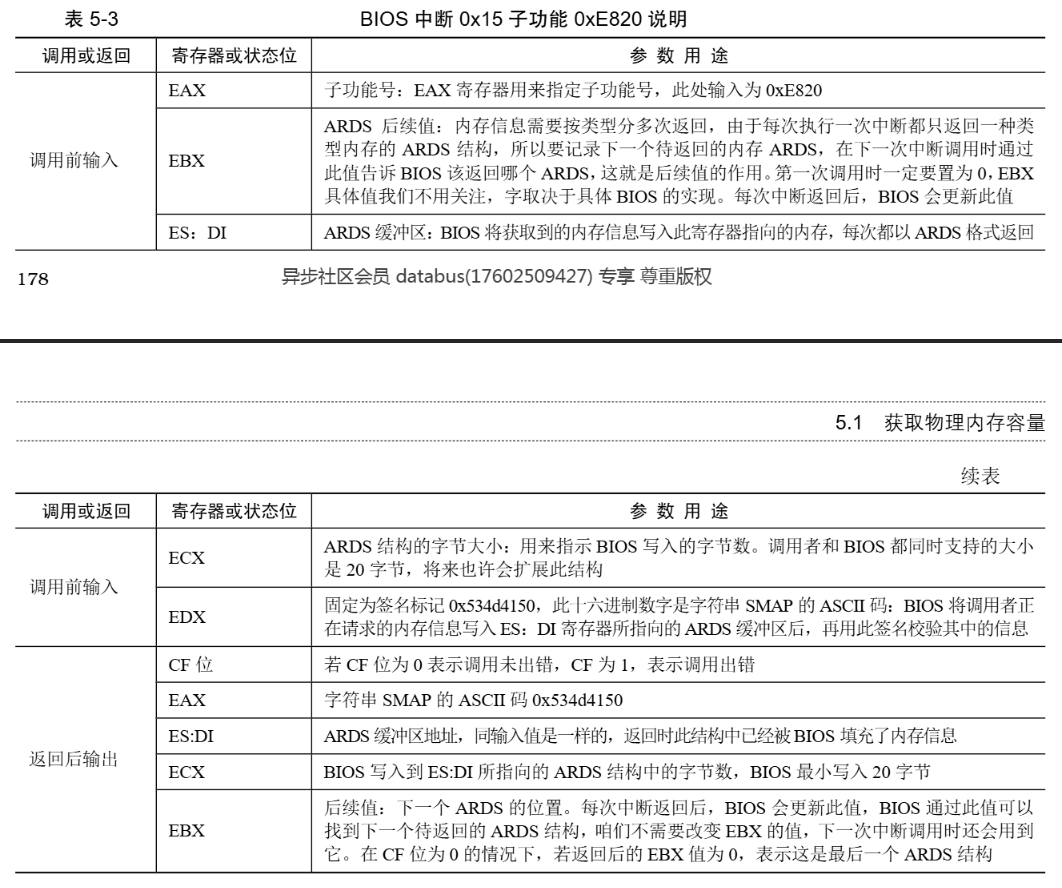 表 5-3 BIOS 中断 0x15 子功能 0xE820 说明
调用或返回 寄存器或状态位 参 数 用 途
调用前输入
EAX 子功能号：EAX 寄存器用来指定子功能号，此处输入为 0xE820
EBX
ARDS 后续值：内存信息需要按类型分多次返回，由于每次执行一次中断都只返回一种类
型内存的 ARDS 结构，所以要记录下一个待返回的内存 ARDS，在下一次中断调用时通过
此值告诉 BIOS 该返回哪个 ARDS，这就是后续值的作用。第一次调用时一定要置为 0，EBX
具体值我们不用关注，字取决于具体 BIOS 的实现。每次中断返回后，BIOS 会更新此值
ES：DI ARDS 缓冲区：BIOS 将获取到的内存信息写入此寄存器指向的内存，每次都以 ARDS 格式返回
178 异步社区会员 databus(17602509427) 专享 尊重版权
5.1 获取物理内存容量
续表
调用或返回 寄存器或状态位 参 数 用 途
调用前输入
ECX
ARDS 结构的字节大小：用来指示 BIOS 写入的字节数。调用者和 BIOS 都同时支持的大小
是 20 字节，将来也许会扩展此结构
EDX
固定为签名标记 0x534d4150，此十六进制数字是字符串 SMAP 的 ASCII 码：BIOS 将调用者正
在请求的内存信息写入 ES：DI 寄存器所指向的 ARDS 缓冲区后，再用此签名校验其中的信息
返回后输出
CF 位 若 CF 位为 0 表示调用未出错，CF 为 1，表示调用出错
EAX 字符串 SMAP 的 ASCII 码 0x534d4150
ES:DI ARDS 缓冲区地址，同输入值是一样的，返回时此结构中已经被 BIOS 填充了内存信息
ECX BIOS 写入到 ES:DI 所指向的 ARDS 结构中的字节数，BIOS 最小写入 20 字节
EBX
后续值：下一个 ARDS 的位置。每次中断返回后，BIOS 会更新此值，BIOS 通过此值可以
找到下一个待返回的 ARDS 结构，咱们不需要改变 EBX 的值，下一次中断调用时还会用到
它。在 CF 位为 0 的情况下，若返回后的 EBX 值为 0，表示这是最后一个 ARDS 结构